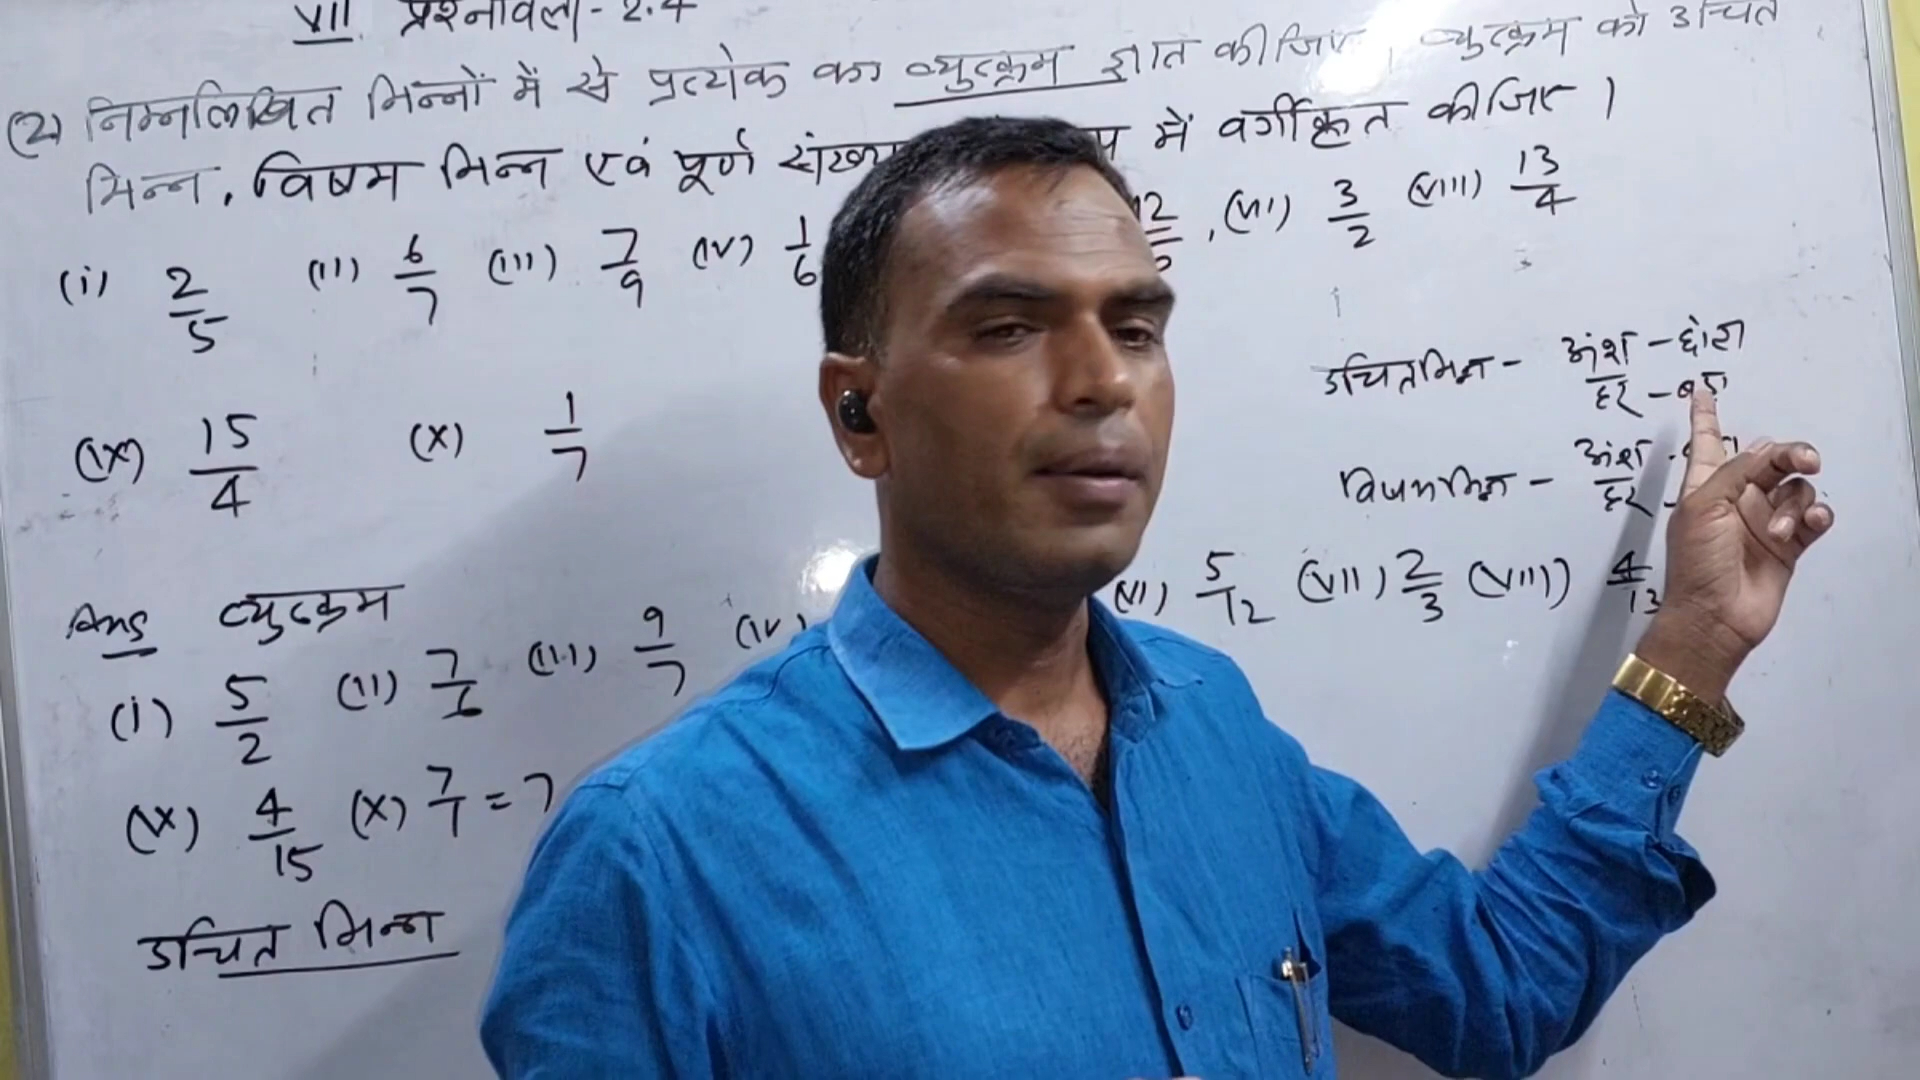 VII. प्रश्नावली - 2.4
(2) निम्नलिखित भिन्नों में से प्रत्येक का व्युत्क्रम ज्ञात कीजिए, व्युत्क्रम को उचित
भिन्न, विषम भिन्न एवं पूर्ण में वर्गीकृत कीजिए।
(i) 2/5 (ii) 6/7 (iii) 7/9 (iv) 1/6 12 (vii) 3/2 (viii) 13/4
उचित भिन्न - अंश - छोटा
हर - बड़ा
(ix) 15/4 (x) 1/7
विषम भिन्न - अंश
हर
Ans व्युत्क्रम
(i) 5/2 (ii) 7/6 (iii) 9/7 (iv) (vi) 5/12 (vii) 2/3 (viii) 4/13
(ix) 4/15 (x) 7/1 = 7
उचित भिन्न